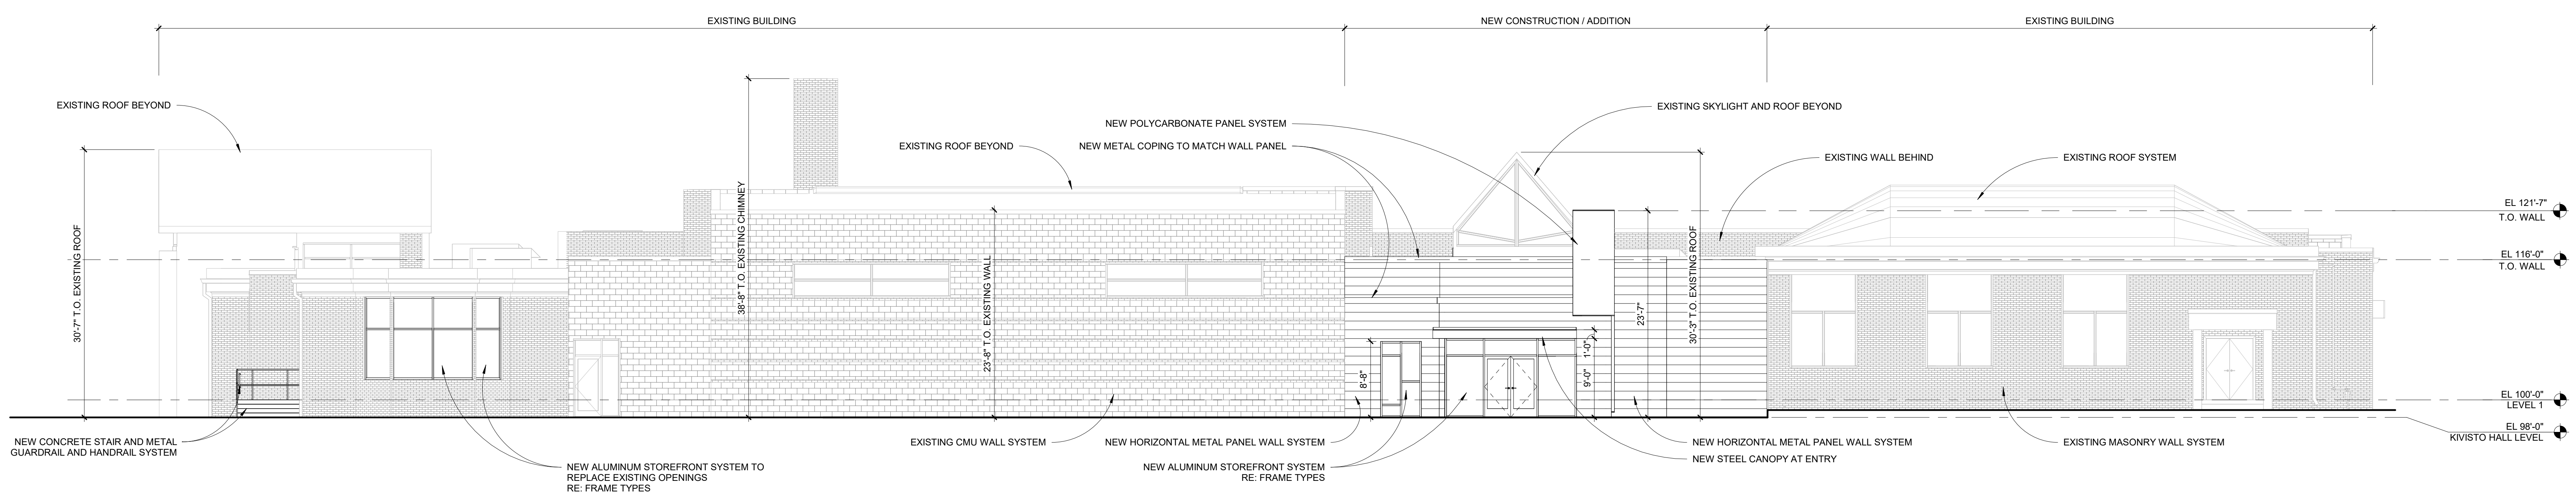 EXISTING BUILDING
NEW CONSTRUCTION / ADDITION
EXISTING BUILDING
EXISTING ROOF BEYOND
EXISTING SKYLIGHT AND ROOF BEYOND
NEW POLYCARBONATE PANEL SYSTEM
EXISTING ROOF BEYOND
NEW METAL COPING TO MATCH WALL PANEL
EXISTING WALL BEHIND
EXISTING ROOF SYSTEM
30'-7" T.O. EXISTING ROOF
38'-8" T.O. EXISTING CHIMNEY
23'-8" T.O. EXISTING WALL
8'-8"
1'-0"
9'-0"
23'-7"
30'-3" T.O. EXISTING ROOF
EL 121'-7"
T.O. WALL
EL 116'-0"
T.O. WALL
EL 100'-0"
LEVEL 1
EL 98'-0"
KIVISTO HALL LEVEL
NEW CONCRETE STAIR AND METAL
GUARDRAIL AND HANDRAIL SYSTEM
NEW ALUMINUM STOREFRONT SYSTEM TO
REPLACE EXISTING OPENINGS
RE: FRAME TYPES
EXISTING CMU WALL SYSTEM
NEW HORIZONTAL METAL PANEL WALL SYSTEM
NEW ALUMINUM STOREFRONT SYSTEM
RE: FRAME TYPES
NEW HORIZONTAL METAL PANEL WALL SYSTEM
NEW STEEL CANOPY AT ENTRY
EXISTING MASONRY WALL SYSTEM